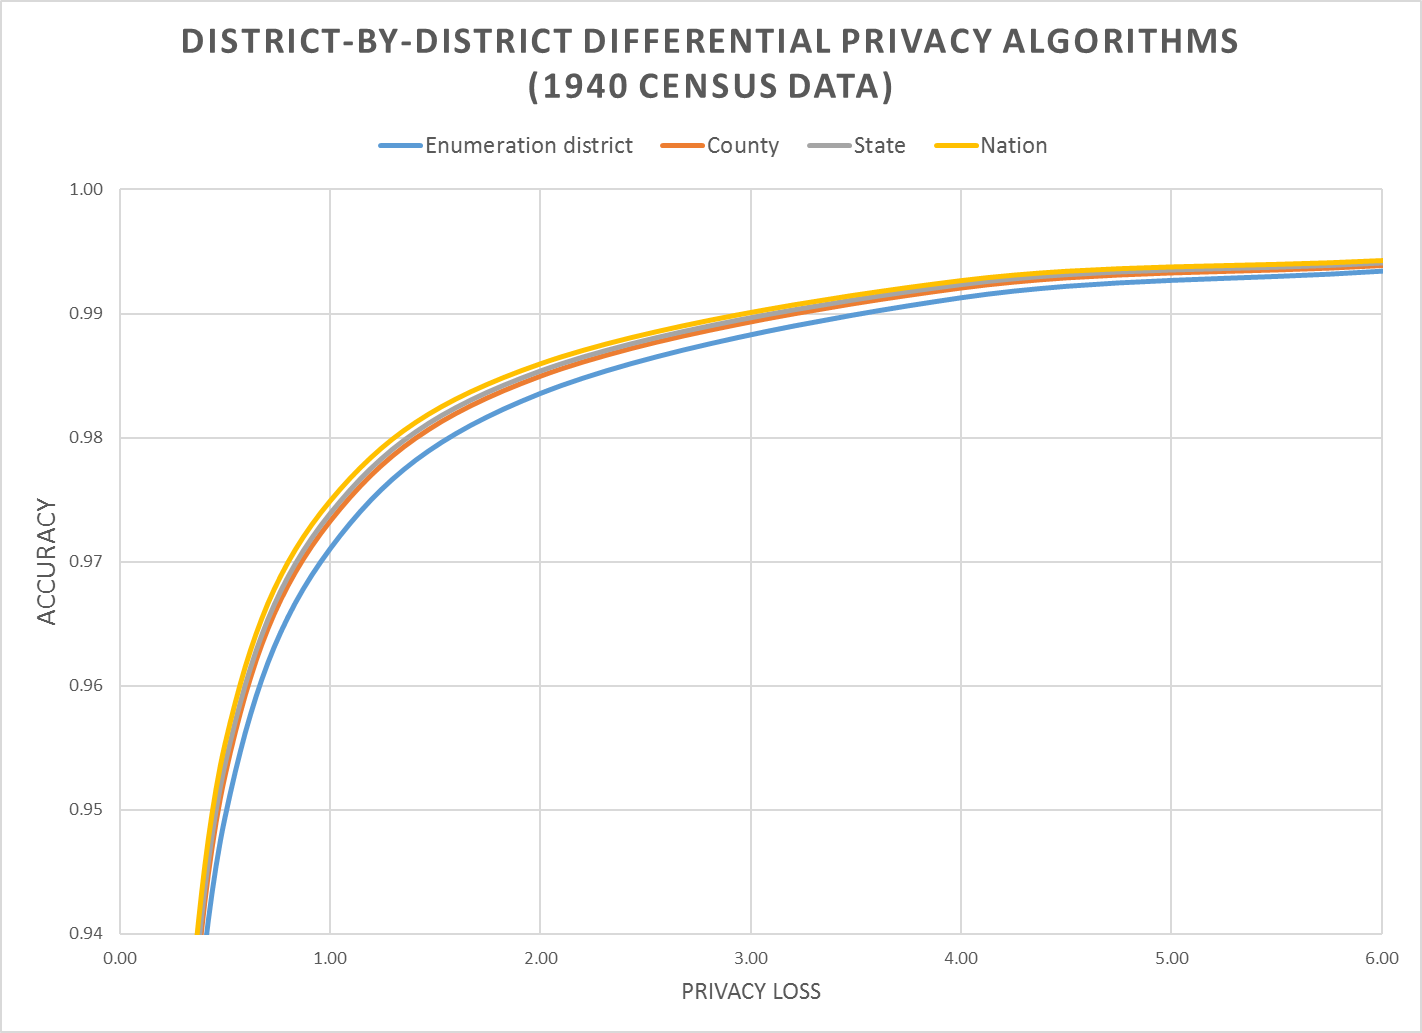 DISTRICT-BY-DISTRICT DIFFERENTIAL PRIVACY ALGORITHMS
(1940 CENSUS DATA)
Enumeration district County State Nation
1.00
0.99
0.98
0.97
0.96
0.95
0.94
ACCURACY
0.00 1.00 2.00 3.00 4.00 5.00 6.00
PRIVACY LOSS